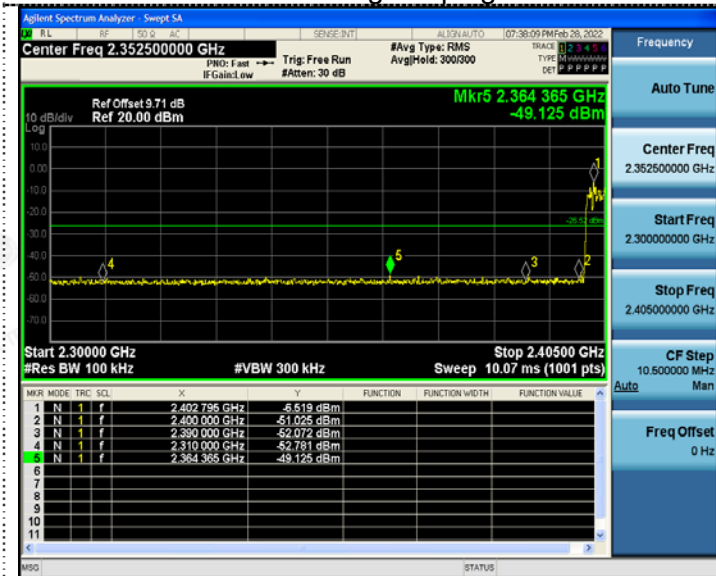 Agilent Spectrum Analyzer - Swept SA
RL RF 50 Ω AC SENSE:INT ALIGN AUTO 07:38:09 PM Feb 28, 2022
Center Freq 2.352500000 GHz
PNO: Fast
IFGain:Low
Trig: Free Run
#Atten: 30 dB
#Avg Type: RMS
Avg|Hold: 300/300
TRACE 1 2 3 4 5 6
TYPE M
DET P P P P P P
Ref Offset 9.71 dB
10 dB/div Ref 20.00 dBm
Log
Mkr5 2.364 365 GHz
-49.125 dBm
10.0
0.00
-10.0
-20.0
-30.0
-40.0
-50.0
-60.0
-70.0
1
-26.52 dBm
4
5
3
2
Start 2.30000 GHz Stop 2.40500 GHz
#Res BW 100 kHz #VBW 300 kHz Sweep 10.07 ms (1001 pts)
MKR MODE TRC SCL X Y FUNCTION FUNCTION WIDTH FUNCTION VALUE
1 N 1 f 2.402 795 GHz -6.519 dBm
2 N 1 f 2.400 000 GHz -51.025 dBm
3 N 1 f 2.390 000 GHz -52.072 dBm
4 N 1 f 2.310 000 GHz -52.781 dBm
5 N 1 f 2.364 365 GHz -49.125 dBm
6
7
8
9
10
11
MSG STATUS
Frequency
Auto Tune
Center Freq
2.352500000 GHz
Start Freq
2.300000000 GHz
Stop Freq
2.405000000 GHz
CF Step
10.500000 MHz
Auto Man
Freq Offset
0 Hz